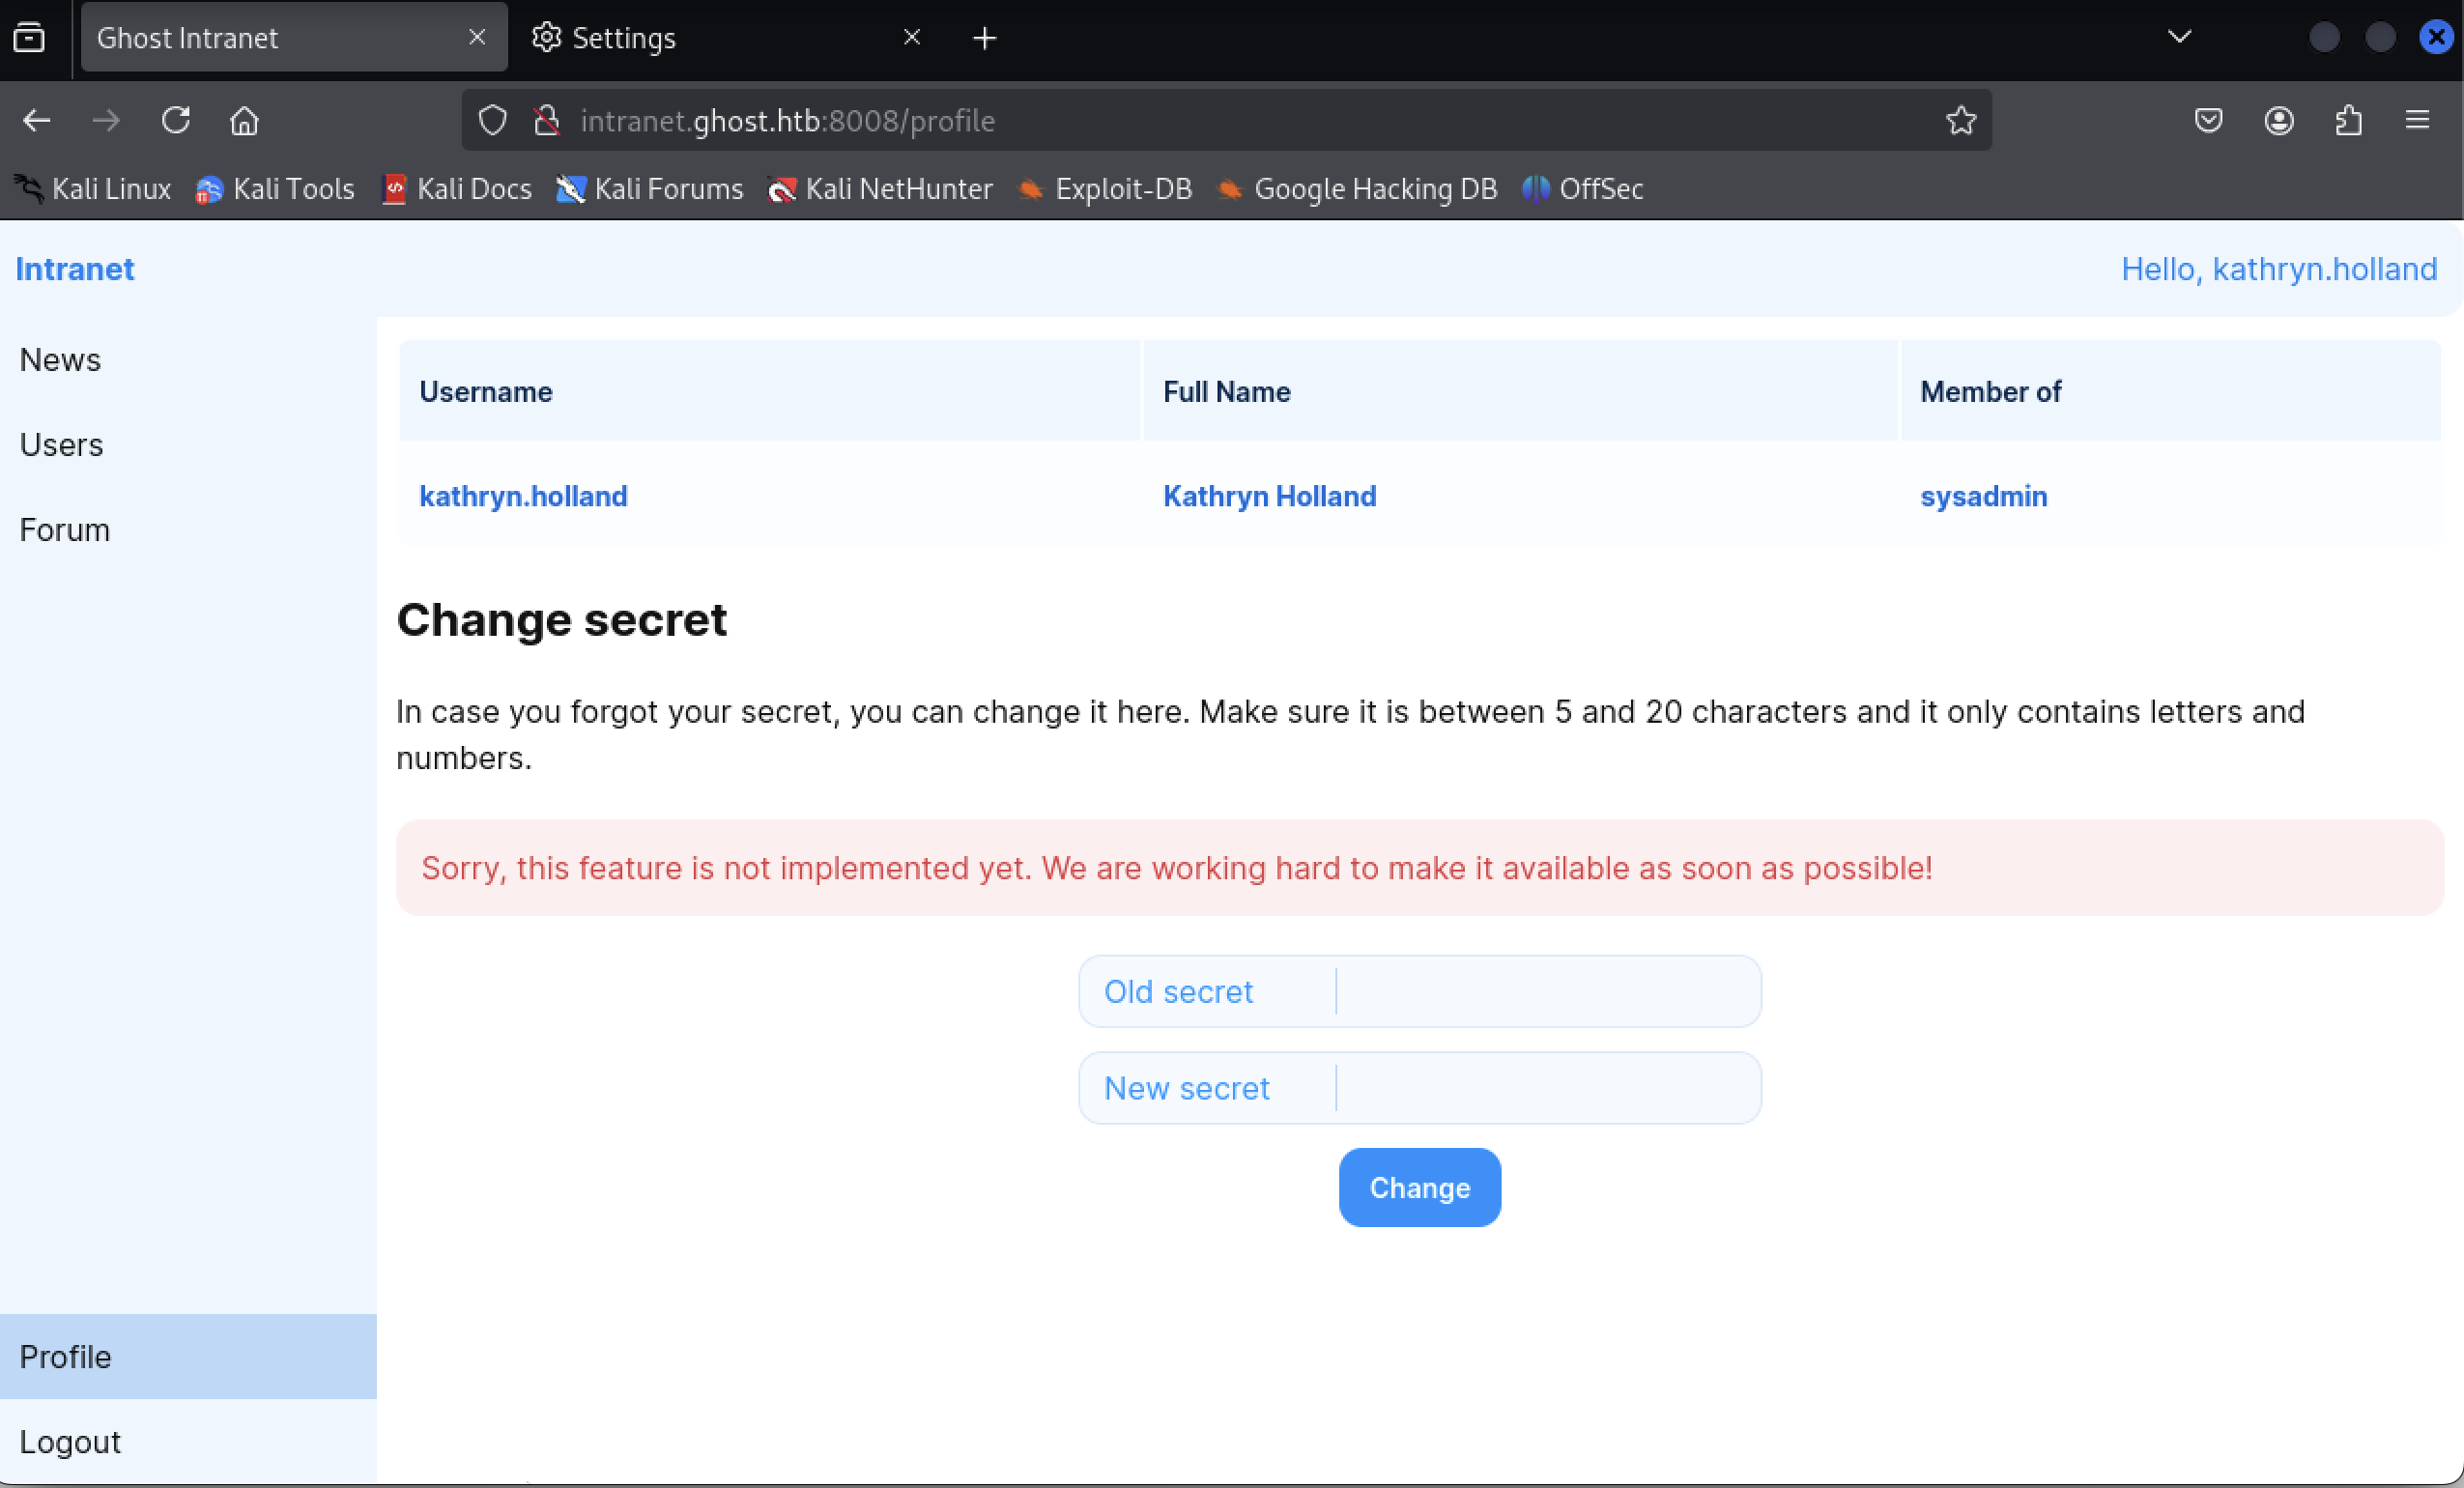 Ghost Intranet
Settings
intranet.ghost.htb:8008/profile
Kali Linux Kali Tools Kali Docs Kali Forums Kali NetHunter Exploit-DB Google Hacking DB OffSec
Intranet
Hello, kathryn.holland
News
Users
Forum
Username Full Name Member of
kathryn.holland Kathryn Holland sysadmin
Change secret
In case you forgot your secret, you can change it here. Make sure it is between 5 and 20 characters and it only contains letters and
numbers.
Sorry, this feature is not implemented yet. We are working hard to make it available as soon as possible!
Old secret
New secret
Change
Profile
Logout